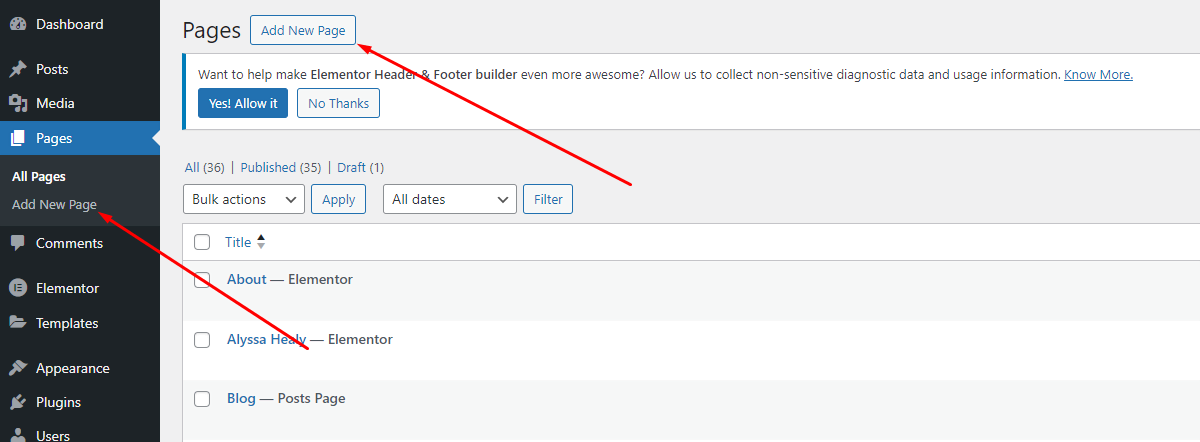 Dashboard
Posts
Media
Pages
All Pages
Add New Page
Comments
Elementor
Templates
Appearance
Plugins
Users
Pages Add New Page
Want to help make Elementor Header & Footer builder even more awesome? Allow us to collect non-sensitive diagnostic data and usage information. Know More.
Yes! Allow it No Thanks
All (36) | Published (35) | Draft (1)
Bulk actions Apply All dates Filter
Title
About — Elementor
Alyssa Healy — Elementor
Blog — Posts Page